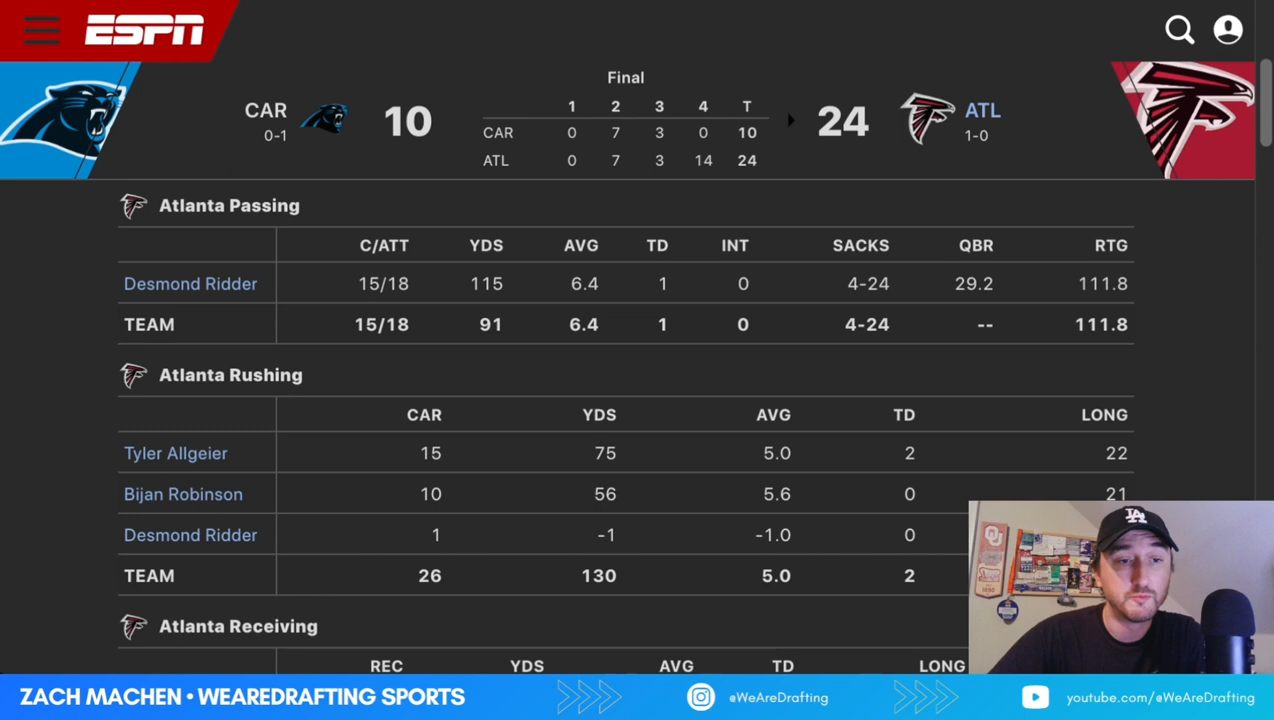 ESPN
Final
CAR 10 1 2 3 4 T 24 ATL
0-1 CAR 0 7 3 0 10 1-0
ATL 0 7 3 14 24
Atlanta Passing
C/ATT YDS AVG TD INT SACKS QBR RTG
Desmond Ridder 15/18 115 6.4 1 0 4-24 29.2 111.8
TEAM 15/18 91 6.4 1 0 4-24 -- 111.8
Atlanta Rushing
CAR YDS AVG TD LONG
Tyler Allgeier 15 75 5.0 2 22
Bijan Robinson 10 56 5.6 0 21
Desmond Ridder 1 -1 -1.0 0
TEAM 26 130 5.0 2
Atlanta Receiving
REC YDS AVG TD LONG
LA
ZACH MACHEN • WEAREDRAFTING SPORTS @WeAreDrafting youtube.com/@WeAreDrafting